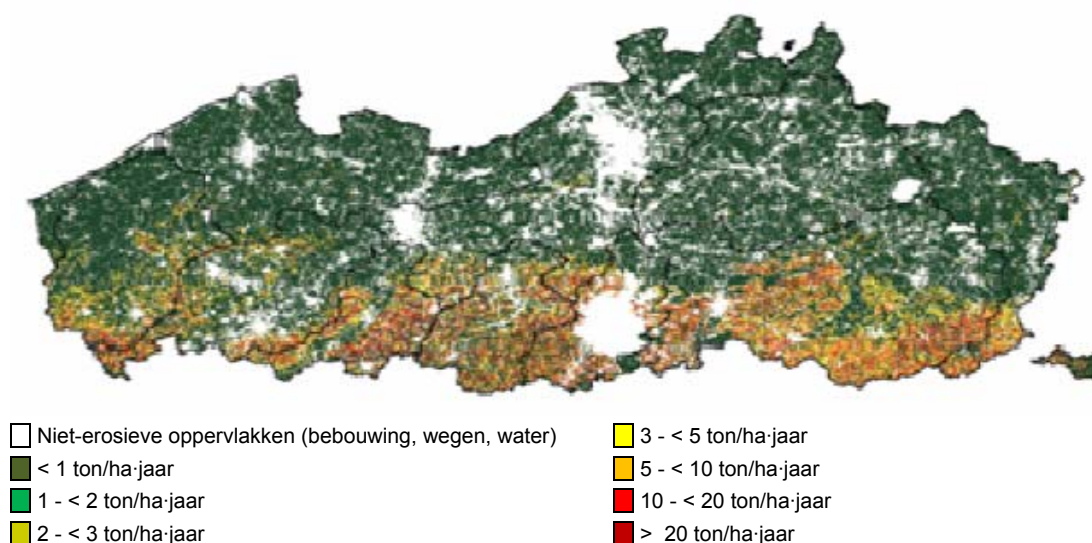 Niet-erosieve oppervlakken (bebouwing, wegen, water)
< 1 ton/ha·jaar
1 - < 2 ton/ha·jaar
2 - < 3 ton/ha·jaar
3 - < 5 ton/ha·jaar
5 - < 10 ton/ha·jaar
10 - < 20 ton/ha·jaar
> 20 ton/ha·jaar